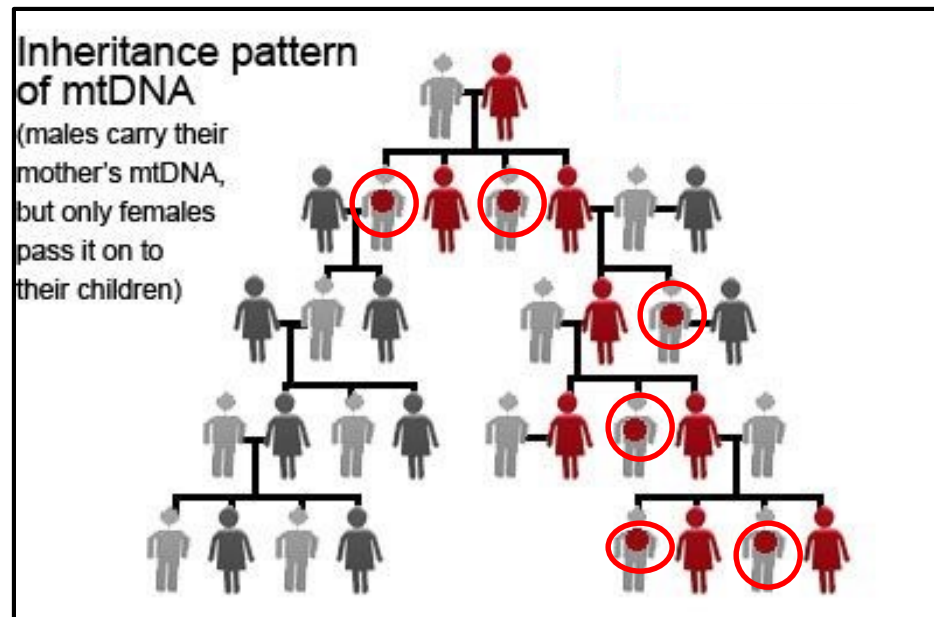 Inheritance pattern
of mtDNA
(males carry their
mother's mtDNA,
but only females
pass it on to
their children)